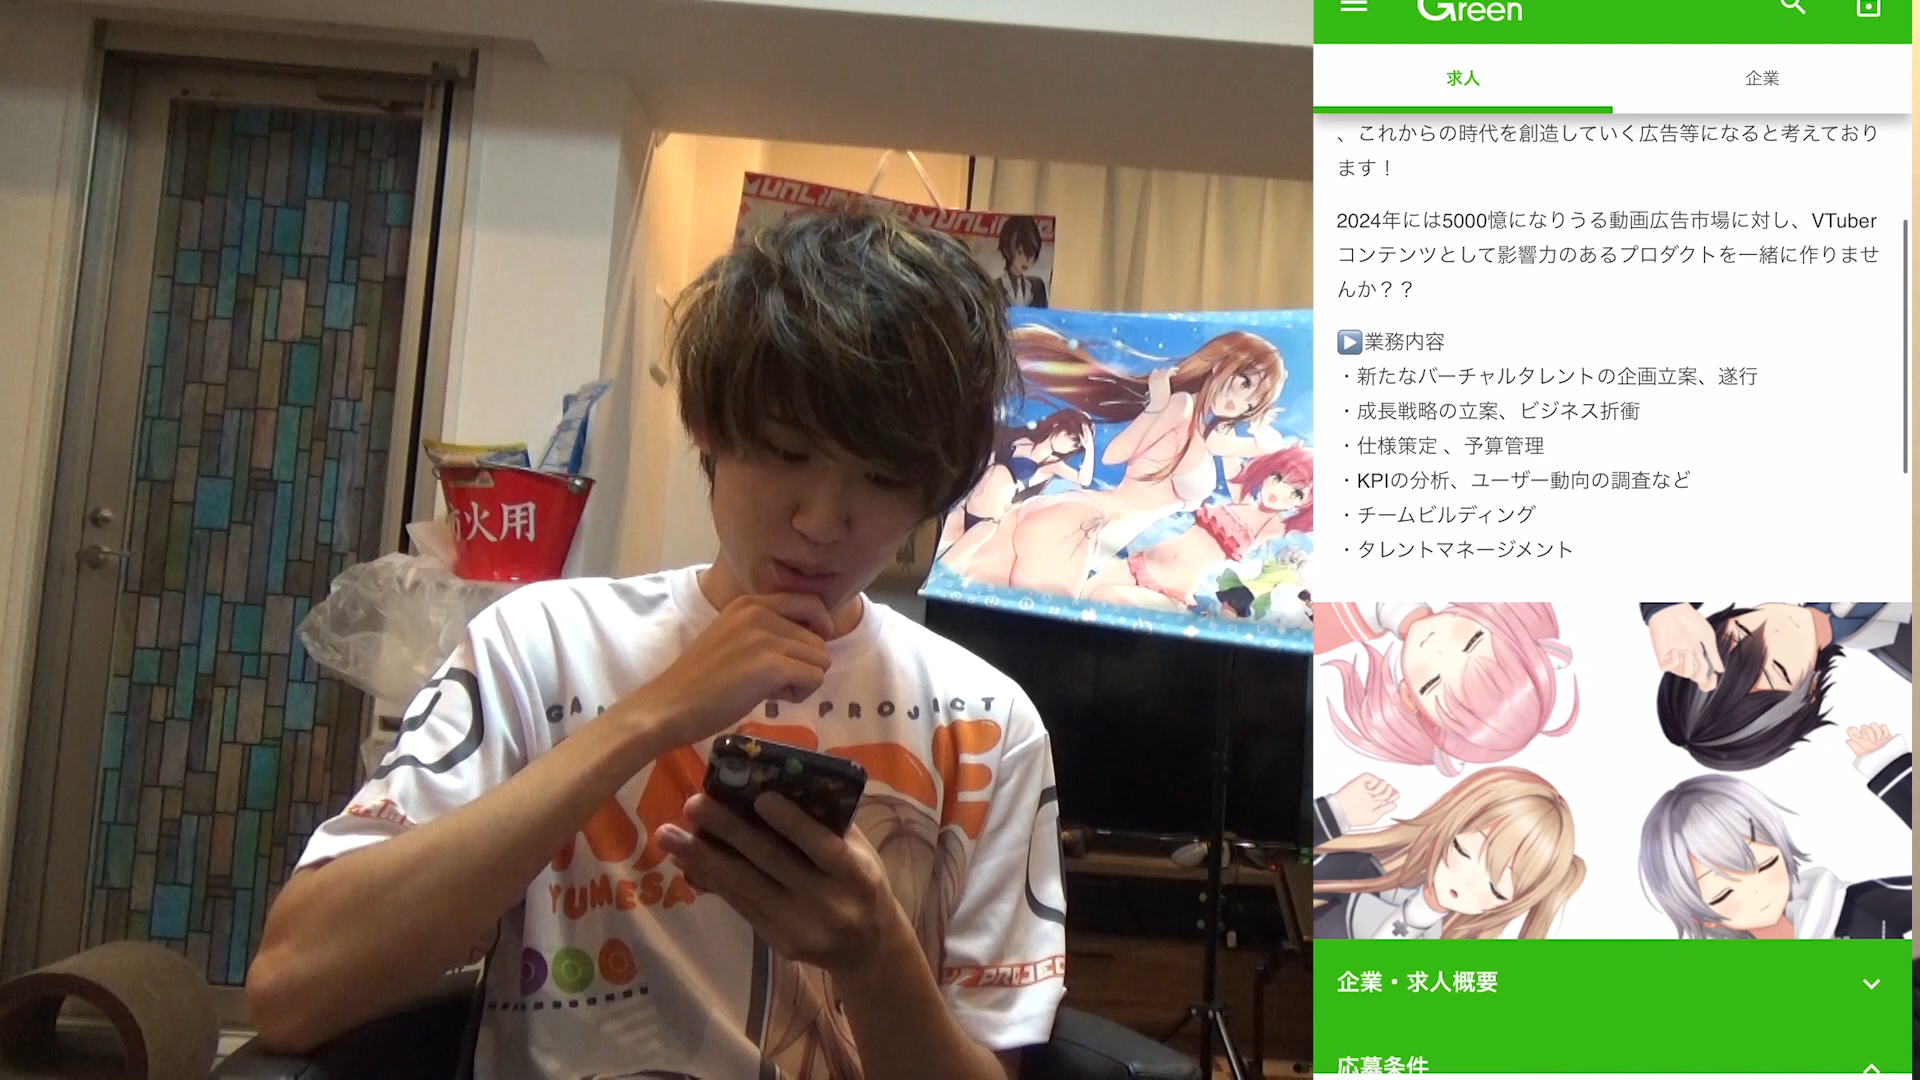 Green
求人
企業
、これからの時代を創造していく広告等になると考えており
ます！
2024年には5000憶になりうる動画広告市場に対し、VTuber
コンテンツとして影響力のあるプロダクトを一緒に作りませ
んか？？
業務内容
・新たなバーチャルタレントの企画立案、遂行
・成長戦略の立案、ビジネス折衝
・仕様策定 、予算管理
・KPIの分析、ユーザー動向の調査など
・チームビルディング
・タレントマネージメント
企業・求人概要
応募条件
火用
PROJECT
YUMESA